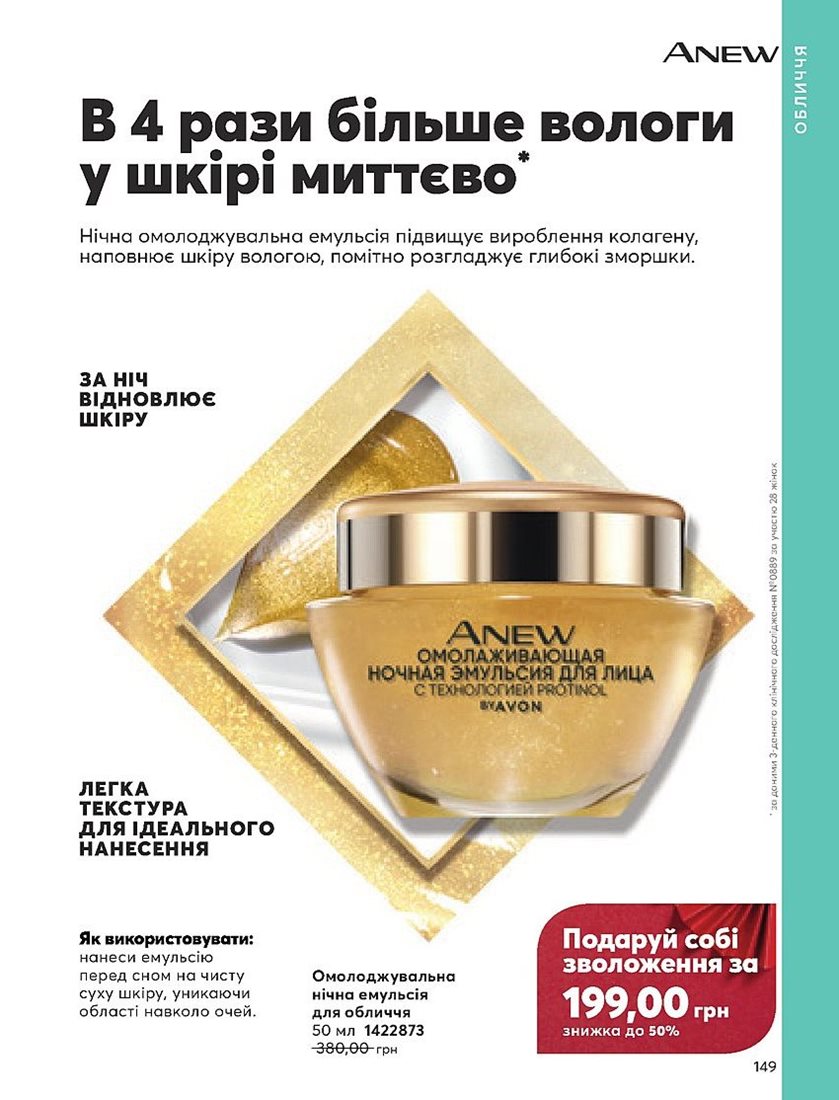 ANEW
ОБЛИЧЧЯ
В 4 рази більше вологи
у шкірі миттєво*
Нічна омолоджувальна емульсія підвищує вироблення колагену,
наповнює шкіру вологою, помітно розгладжує глибокі зморшки.
ЗА НІЧ
ВІДНОВЛЮЄ
ШКІРУ
ANEW
ОМОЛАЖИВАЮЩАЯ
НОЧНАЯ ЭМУЛЬСИЯ ДЛЯ ЛИЦА
С ТЕХНОЛОГИЕЙ PROTINOL
BY AVON
* за даними 3-денного клінічного дослідження №0889 за участю 28 жінок
ЛЕГКА
ТЕКСТУРА
ДЛЯ ІДЕАЛЬНОГО
НАНЕСЕННЯ
Як використовувати:
нанеси емульсію
перед сном на чисту
суху шкіру, уникаючи
області навколо очей.
Омолоджувальна
нічна емульсія
для обличчя
50 мл 1422873
380,00 грн
Подаруй собі
зволоження за
199,00 грн
знижка до 50%
149